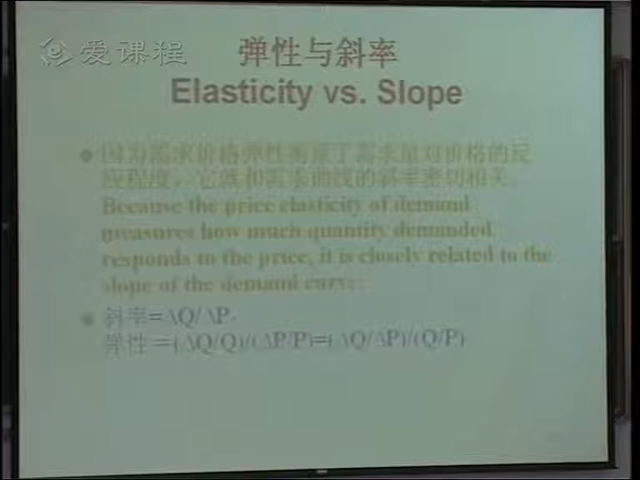 爱课程
弹性与斜率
Elasticity vs. Slope
因为需求价格弹性衡量了需求量对价格的反
应程度，它就和需求曲线的斜率密切相关。
Because the price elasticity of demand
measures how much quantity demanded
responds to the price, it is closely related to the
slope of the demand curve.
斜率=ΔQ/ΔP.
弹性＝(ΔQ/Q)/(ΔP/P)=(ΔQ/ΔP)/(Q/P)